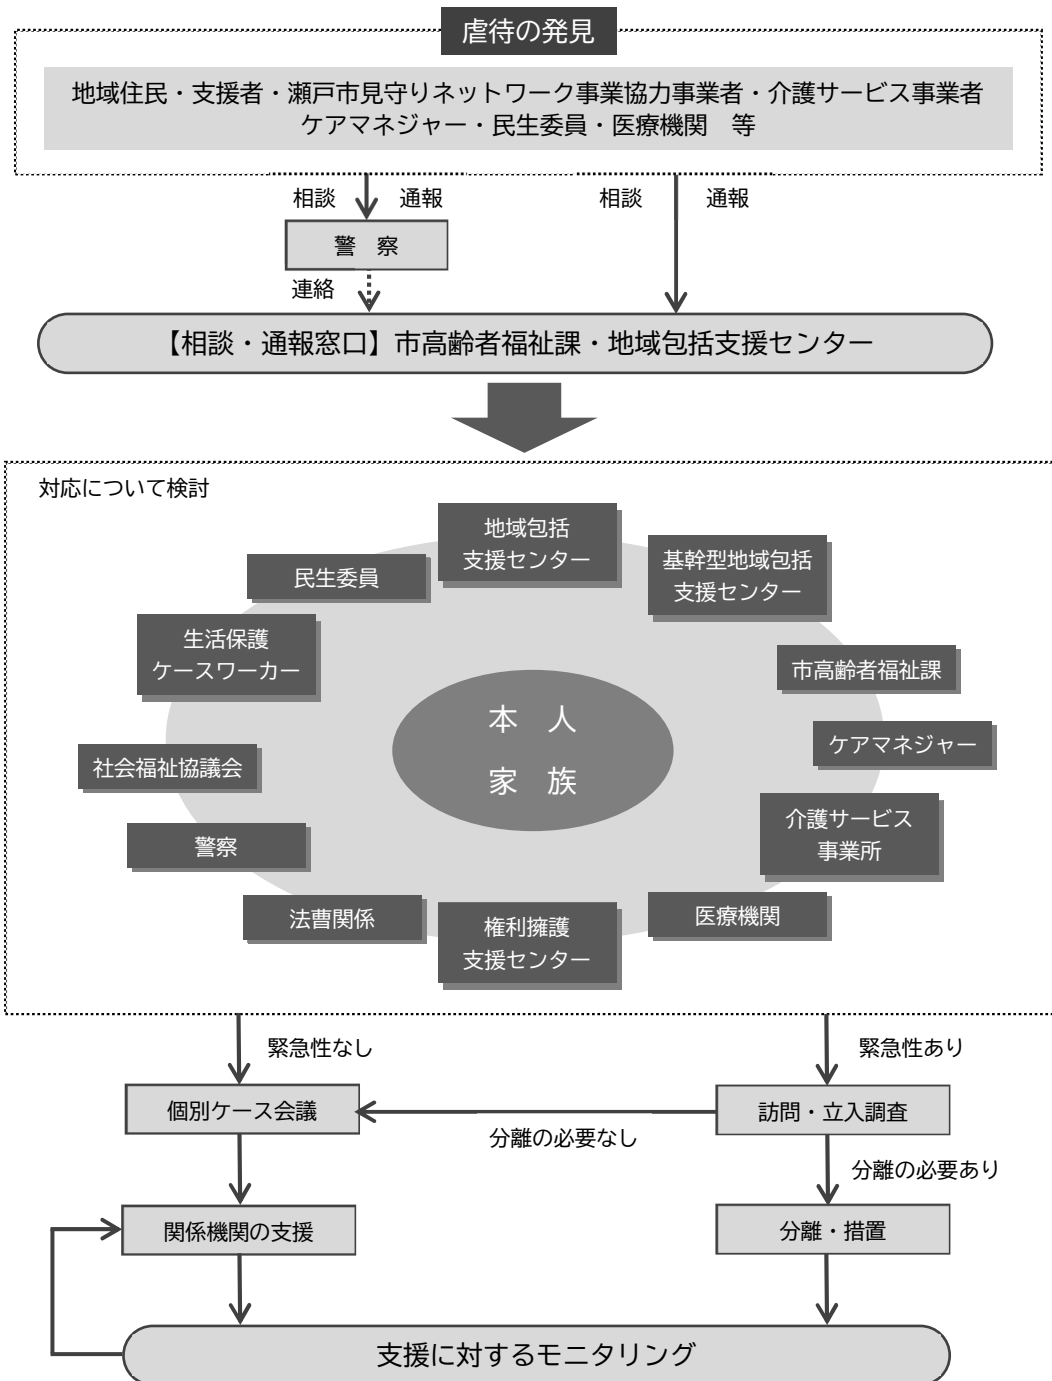 虐待の発見
地域住民・支援者・瀬戸市見守りネットワーク事業協力事業者・介護サービス事業者
ケアマネジャー・民生委員・医療機関　等
相談
通報
相談
通報
警　察
連絡
【相談・通報窓口】市高齢者福祉課・地域包括支援センター
対応について検討
地域包括
支援センター
基幹型地域包括
支援センター
民生委員
生活保護
ケースワーカー
市高齢者福祉課
本　人
家　族
ケアマネジャー
社会福祉協議会
介護サービス
事業所
警察
医療機関
法曹関係
権利擁護
支援センター
緊急性なし
緊急性あり
個別ケース会議
訪問・立入調査
分離の必要なし
分離の必要あり
関係機関の支援
分離・措置
支援に対するモニタリング